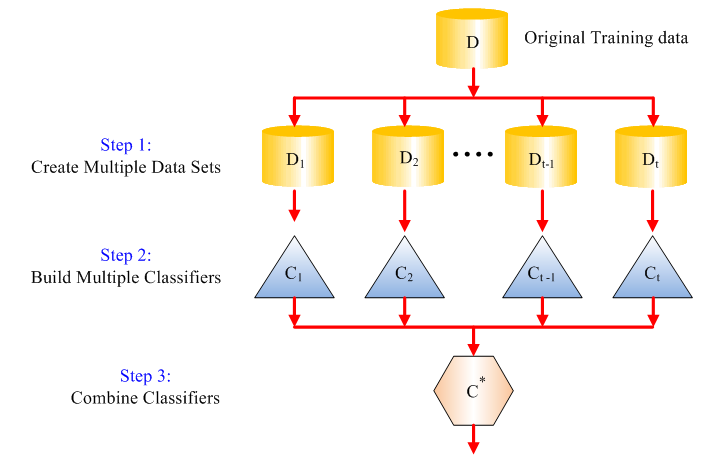 D
Original Training data
Step 1:
Create Multiple Data Sets
D1
D2
....
Dt-1
Dt
Step 2:
Build Multiple Classifiers
C1
C2
Ct -1
Ct
Step 3:
Combine Classifiers
C*